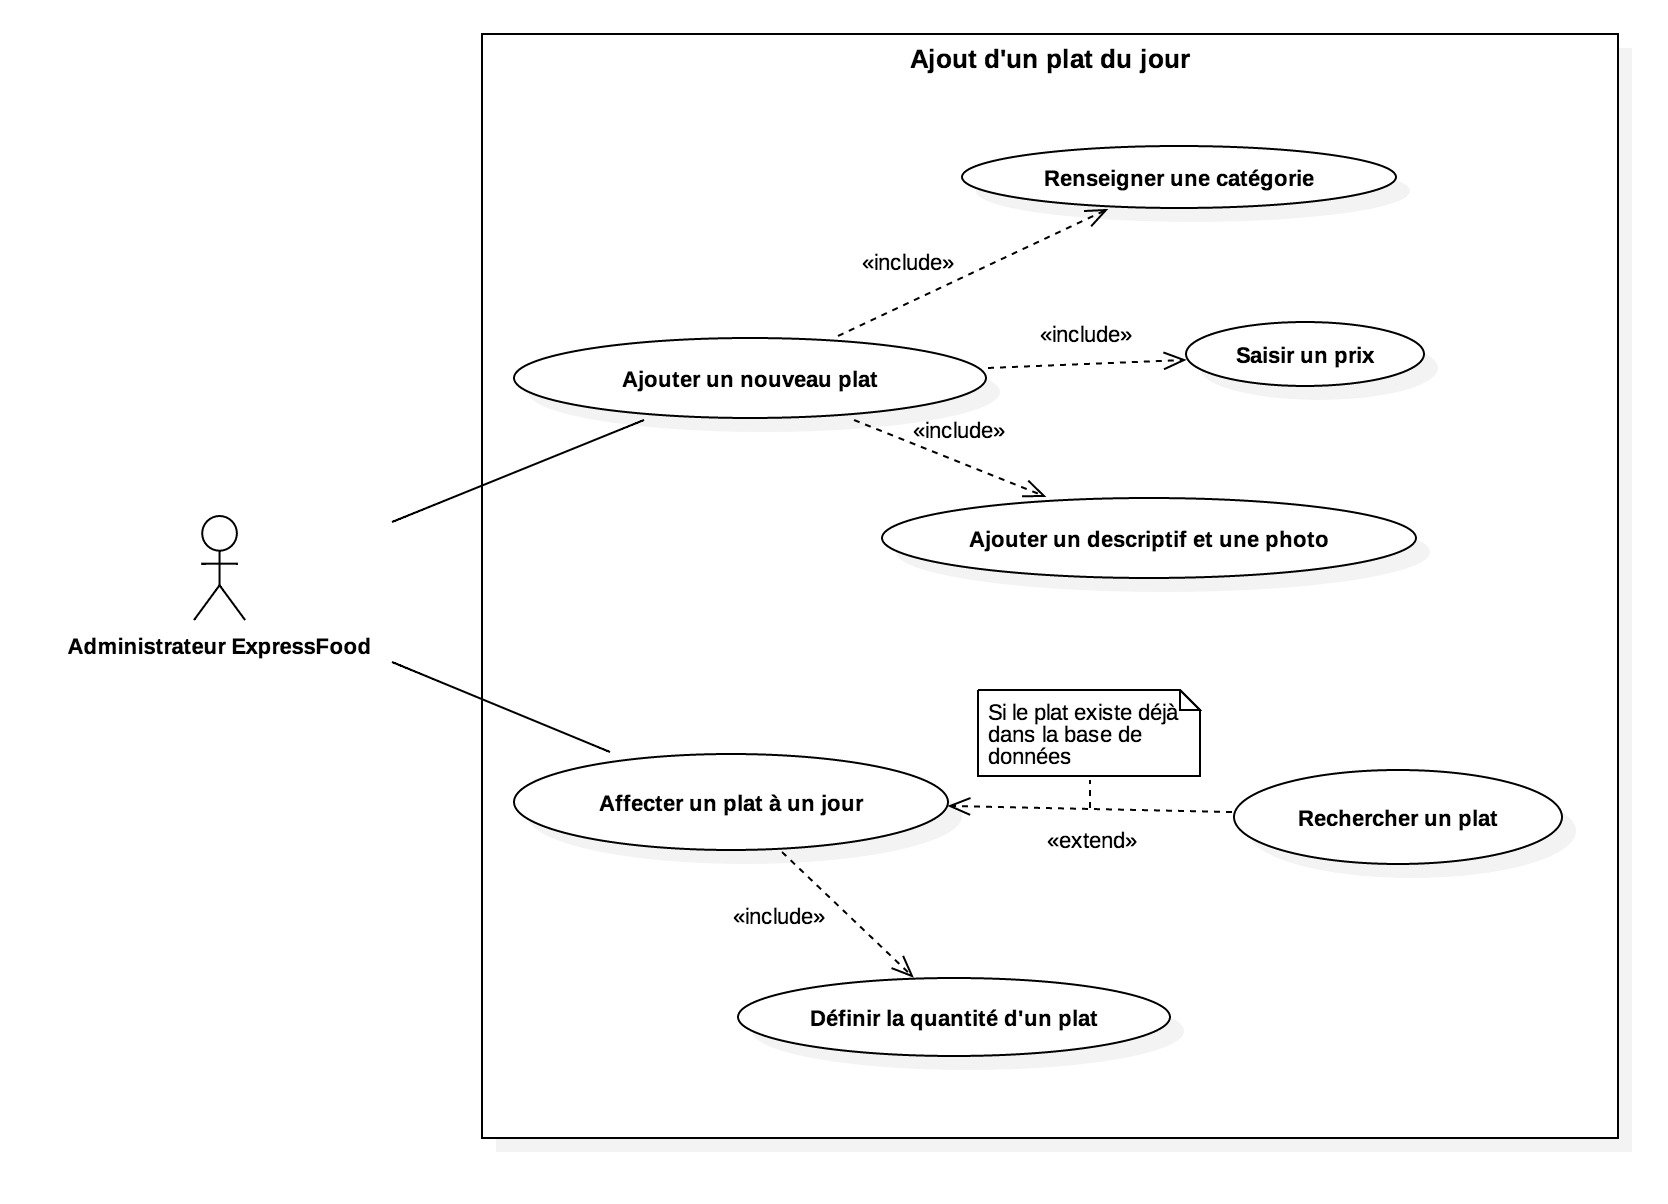 Ajout d'un plat du jour
Renseigner une catégorie
«include»
«include»
Saisir un prix
Ajouter un nouveau plat
«include»
Ajouter un descriptif et une photo
Administrateur ExpressFood
Si le plat existe déjà
dans la base de
données
Affecter un plat à un jour
Rechercher un plat
«extend»
«include»
Définir la quantité d'un plat